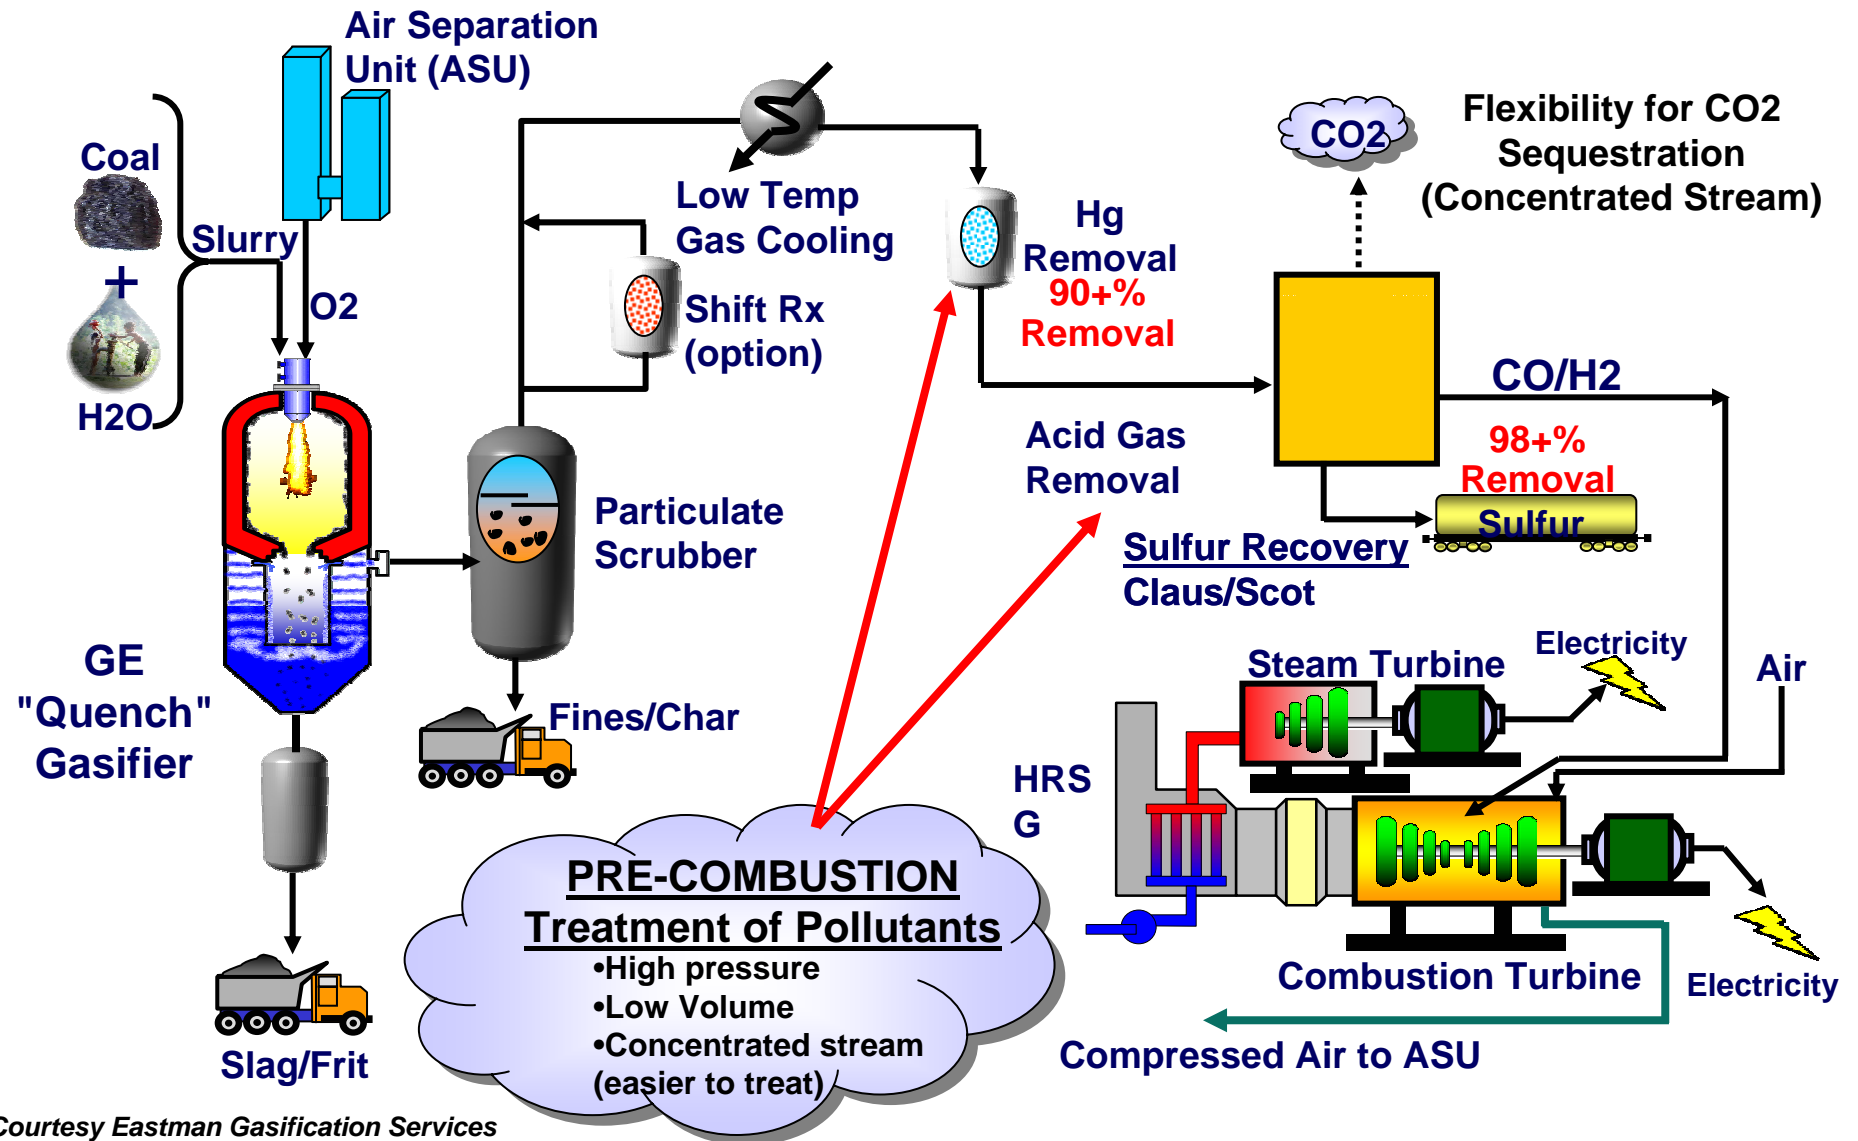 Air Separation
Unit (ASU)
Coal
+
H2O
Slurry
O2
GE
"Quench"
Gasifier
Slag/Frit
Particulate
Scrubber
Fines/Char
Low Temp
Gas Cooling
Shift Rx
(option)
Hg
Removal
90+%
Removal
CO2
Flexibility for CO2
Sequestration
(Concentrated Stream)
CO/H2
Acid Gas
Removal
98+%
Removal
Sulfur
Sulfur Recovery
Claus/Scot
Steam Turbine
Electricity
Air
HRS
G
Combustion Turbine
Electricity
Compressed Air to ASU
PRE-COMBUSTION
Treatment of Pollutants
•High pressure
•Low Volume
•Concentrated stream
(easier to treat)
Courtesy Eastman Gasification Services